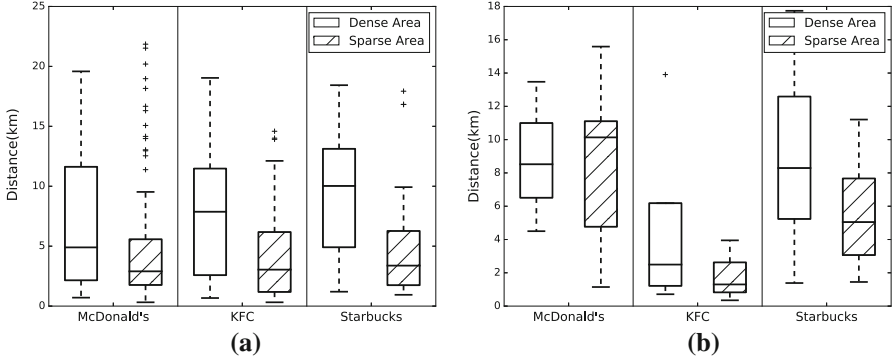 25
20
15
10
5
0
Distance(km)
Dense Area
Sparse Area
McDonald's KFC Starbucks
(a)
18
16
14
12
10
8
6
4
2
0
Distance(km)
Dense Area
Sparse Area
McDonald's KFC Starbucks
(b)